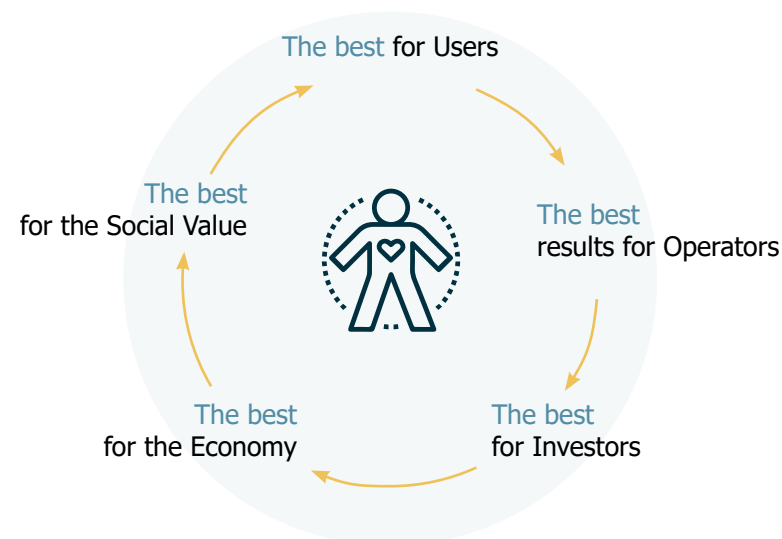 The best for Users
The best
results for Operators
The best
for Investors
The best
for the Economy
The best
for the Social Value